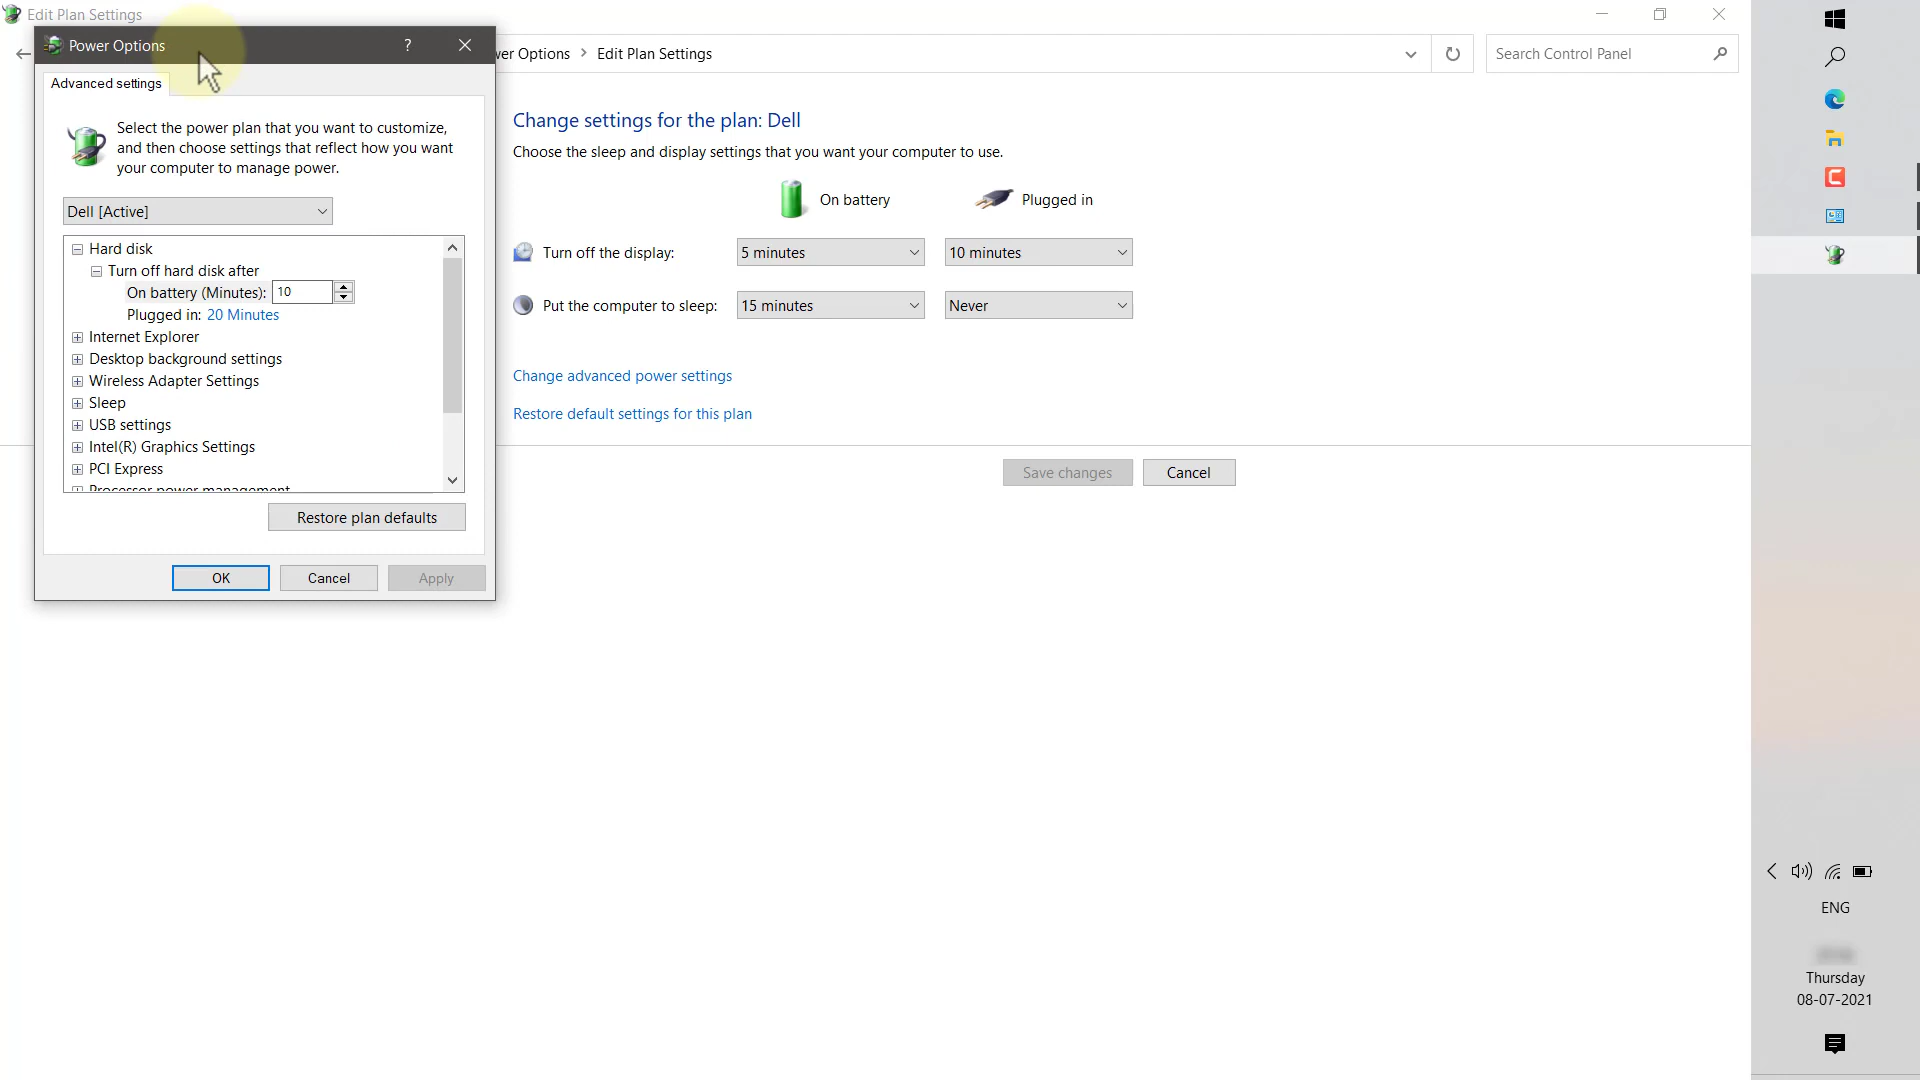 Edit Plan Settings
Power Options
?
wer Options > Edit Plan Settings
Search Control Panel
Advanced settings
Select the power plan that you want to customize,
and then choose settings that reflect how you want
your computer to manage power.
Dell [Active]
Hard disk
Turn off hard disk after
On battery (Minutes): 10
Plugged in: 20 Minutes
Internet Explorer
Desktop background settings
Wireless Adapter Settings
Sleep
USB settings
Intel(R) Graphics Settings
PCI Express
Processor power management
Restore plan defaults
OK
Cancel
Apply
Change settings for the plan: Dell
Choose the sleep and display settings that you want your computer to use.
On battery
Plugged in
Turn off the display: 5 minutes 10 minutes
Put the computer to sleep: 15 minutes Never
Change advanced power settings
Restore default settings for this plan
Save changes
Cancel
ENG
Thursday
08-07-2021